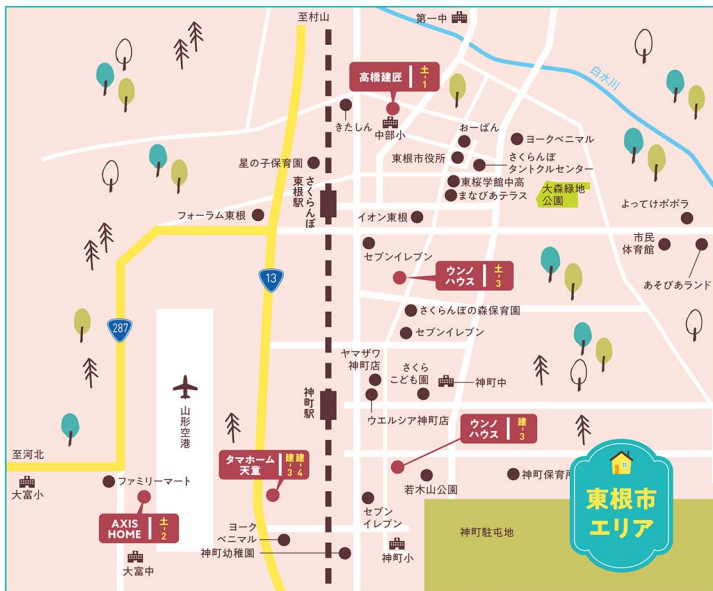 至村山
第一中
白水川
高橋建匠
土-1
きたしん
中部小
おーばん
ヨークベニマル
東根市役所
さくらんぼ
タントクルセンター
星の子保育園
さくらんぼ
東根駅
東桜学館中高
まなびあテラス
大森緑地
公園
フォーラム東根
イオン東根
よってけポポラ
市民
体育館
セブンイレブン
あそびあランド
ウンノ
ハウス
土-3
13
さくらんぼの森保育園
287
セブンイレブン
ヤマザワ
神町店
さくら
こども園
神町中
山形空港
神町駅
ウエルシア神町店
ウンノ
ハウス
建-3
至河北
タマホーム
天童
建-3
建-4
大富小
ファミリーマート
若木山公園
神町保育所
東根市
エリア
AXIS
HOME
土-2
セブン
イレブン
ヨーク
ベニマル
神町駐屯地
大富中
神町幼稚園
神町小